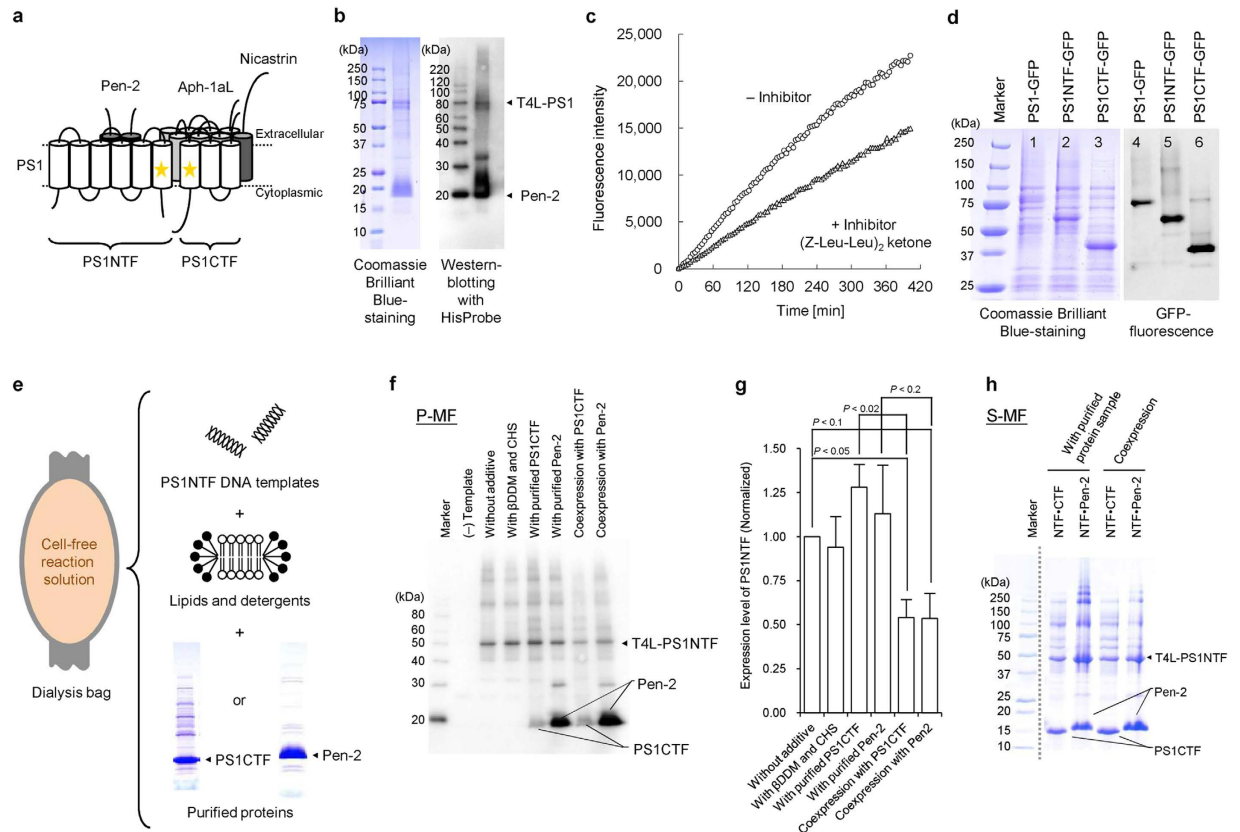 a
Nicastrin
Pen-2
Aph-1aL
PS1
Extracellular
Cytoplasmic
PS1NTF
PS1CTF
b
(kDa)
250
150
100
75
50
37
25
20
15
10
(kDa)
220
120
100
80
60
50
40
30
20
T4L-PS1
Pen-2
Coomassie
Brilliant
Blue-
staining
Western-
blotting
with
HisProbe
c
Fluorescence intensity
25,000
20,000
15,000
10,000
5,000
0
0
60
120
180
240
300
360
420
– Inhibitor
+ Inhibitor
(Z-Leu-Leu)2 ketone
Time [min]
d
Marker
PS1-GFP
PS1NTF-GFP
PS1CTF-GFP
PS1-GFP
PS1NTF-GFP
PS1CTF-GFP
(kDa)
1
2
3
4
5
6
250
150
100
75
50
37
25
Coomassie Brilliant
Blue-staining
GFP-
fluorescence
e
Cell-free
reaction
solution
Dialysis bag
PS1NTF DNA templates
+
Lipids and detergents
+
or
PS1CTF
Pen-2
Purified proteins
f
P-MF
Marker
(–) Template
Without additive
With βDDM and CHS
With purified PS1CTF
With purified Pen-2
Coexpression with PS1CTF
Coexpression with Pen-2
(kDa)
80
60
50
40
30
20
T4L-PS1NTF
Pen-2
PS1CTF
g
P < 0.2
P < 0.02
P < 0.1
P < 0.05
Expression level of PS1NTF (Normalized)
1.50
1.25
1.00
0.75
0.50
0.25
0.00
Without additive
With βDDM and CHS
With purified PS1CTF
With purified Pen-2
Coexpression with PS1CTF
Coexpression with Pen2
h
S-MF
With purified
protein sample
Coexpression
Marker
NTF•CTF
NTF•Pen-2
NTF•CTF
NTF•Pen-2
(kDa)
250
150
100
75
50
37
25
20
15
10
T4L-PS1NTF
Pen-2
PS1CTF